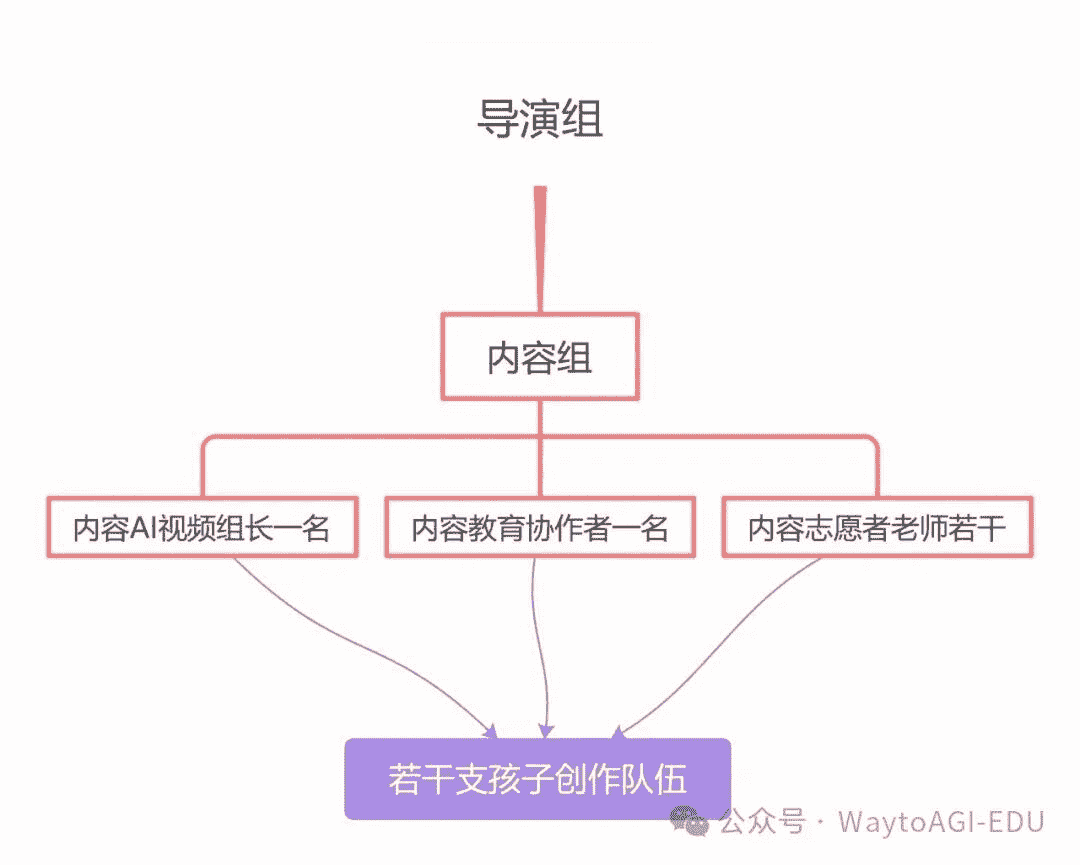 导演组
内容组
内容AI视频组长一名
内容教育协作者一名
内容志愿者老师若干
若干支孩子创作队伍
公众号 · WaytoAGI-EDU